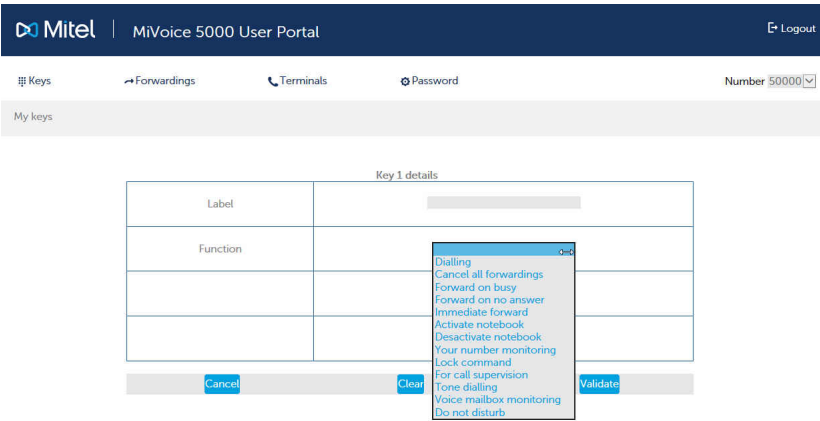 Mitel | MiVoice 5000 User Portal Logout
Keys Forwardings Terminals Password Number 50000
My keys
Key 1 details
Label
Function
Dialling
Cancel all forwardings
Forward on busy
Forward on no answer
Immediate forward
Activate notebook
Desactivate notebook
Your number monitoring
Lock command
For call supervision
Tone dialling
Voice mailbox monitoring
Do not disturb
Cancel Clear Validate